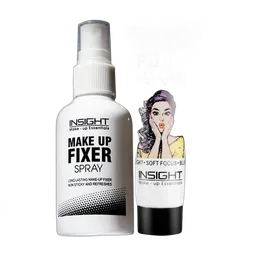 INSIGHT
Make-up Essentials
MAKE UP
FIXER
SPRAY
LONG LASTING MAKE-UP FIXER
NON STICKY AND REFRESHES
SOFT FOCUS
INSIGHT
Make-up Essentials